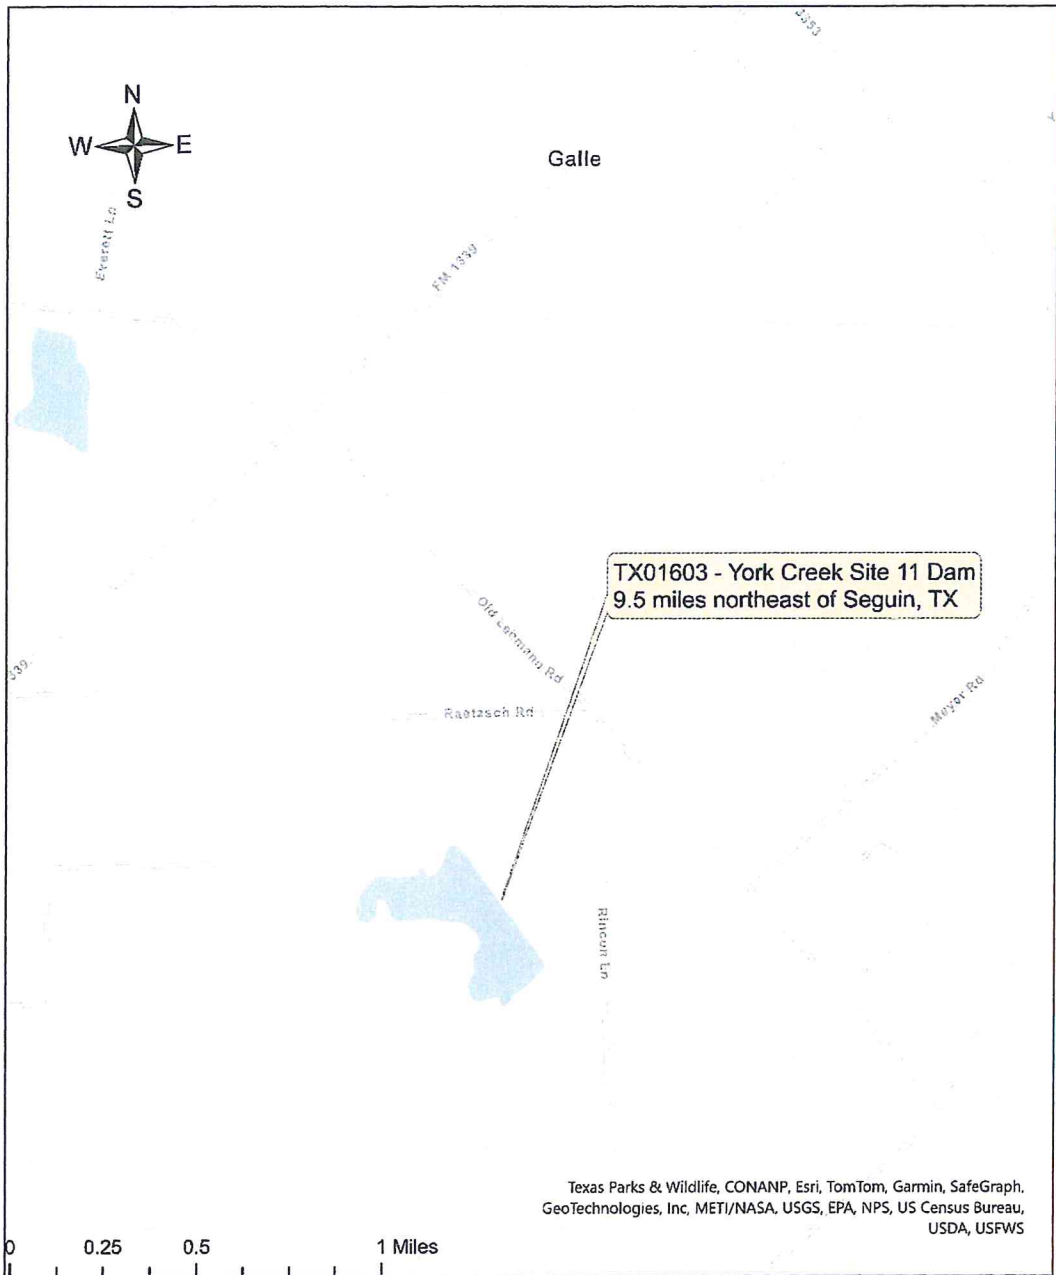 3353
N
W E
S
Galle
Everett Ln
FM 1339
TX01603 - York Creek Site 11 Dam
9.5 miles northeast of Seguin, TX
Old Lehmann Rd
339
Raetzsch Rd
Meyer Rd
Rincon Ln
Texas Parks & Wildlife, CONANP, Esri, TomTom, Garmin, SafeGraph,
GeoTechnologies, Inc, METI/NASA, USGS, EPA, NPS, US Census Bureau,
USDA, USFWS
0 0.25 0.5 1 Miles